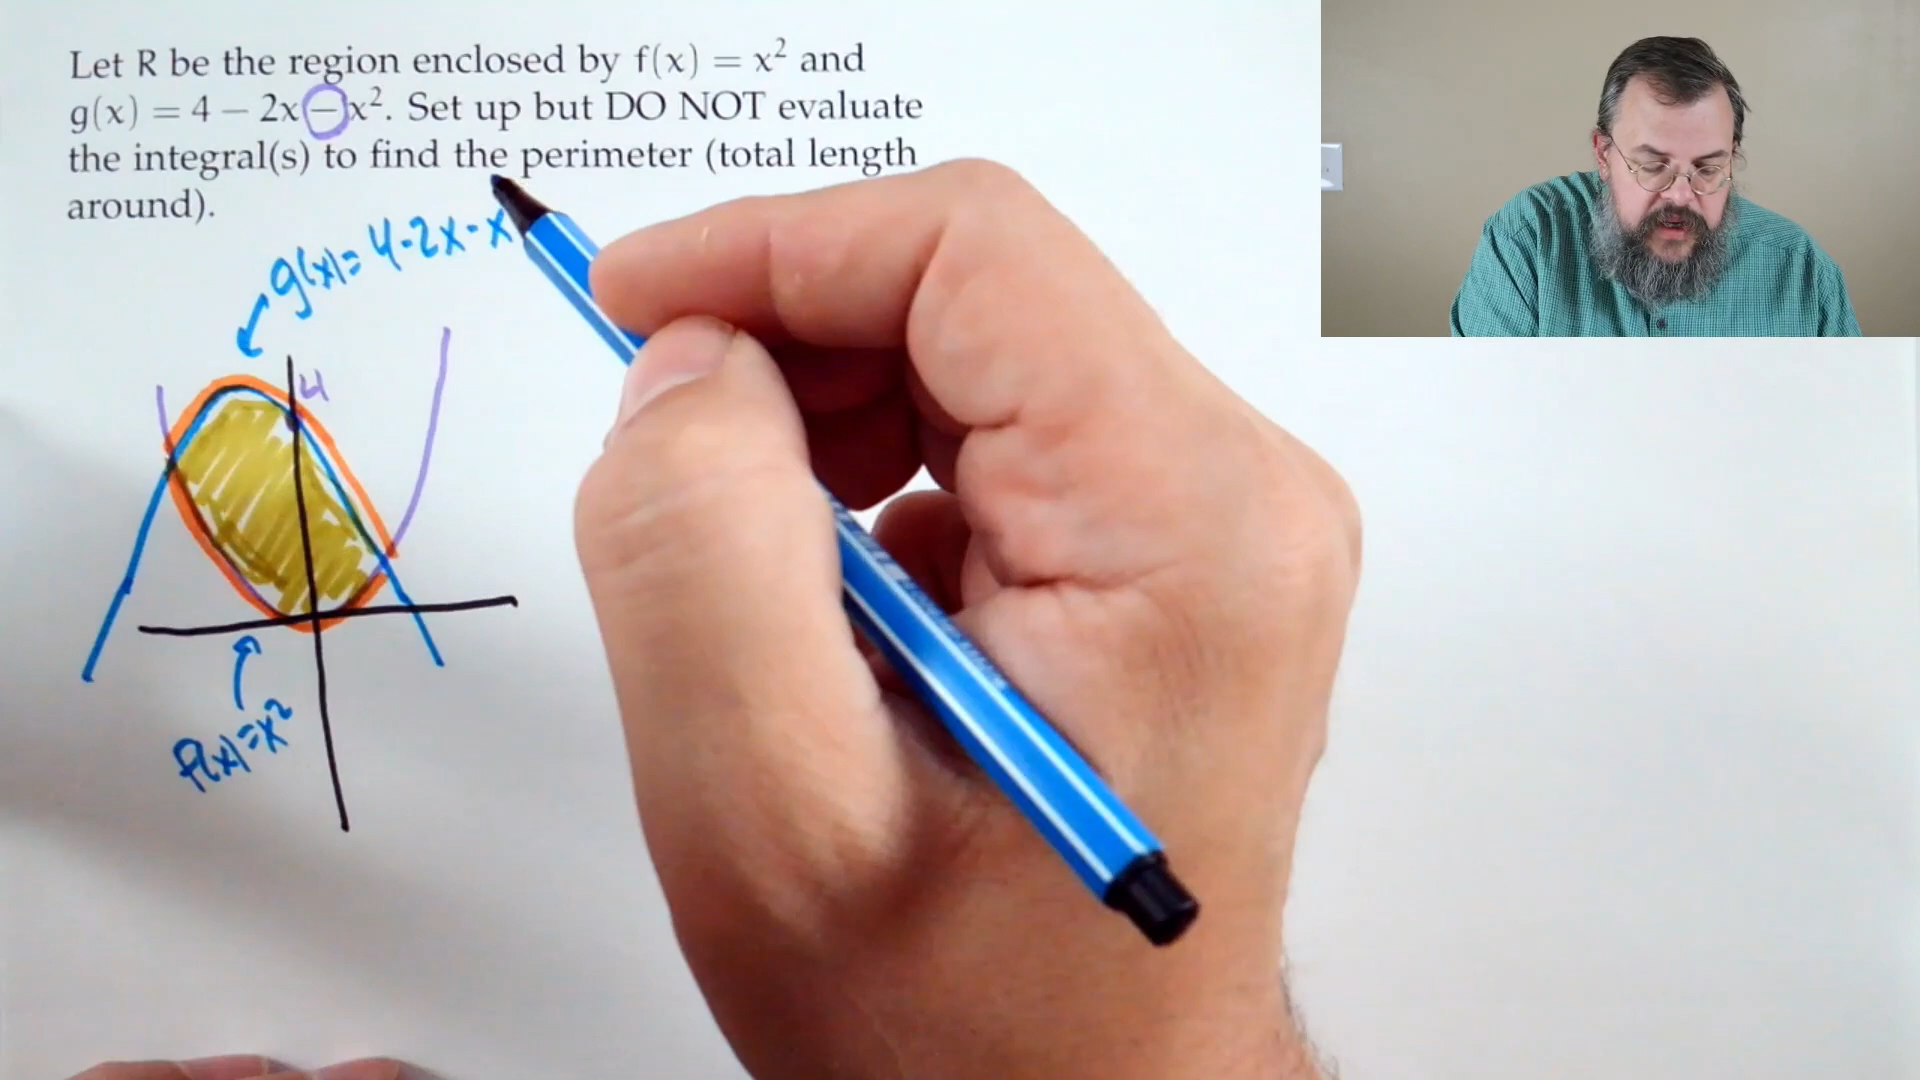 Let R be the region enclosed by f(x) = x² and
g(x) = 4 − 2x − x². Set up but DO NOT evaluate
the integral(s) to find the perimeter (total length
around).
g(x)= 4-2x-x
4
f(x)=x²